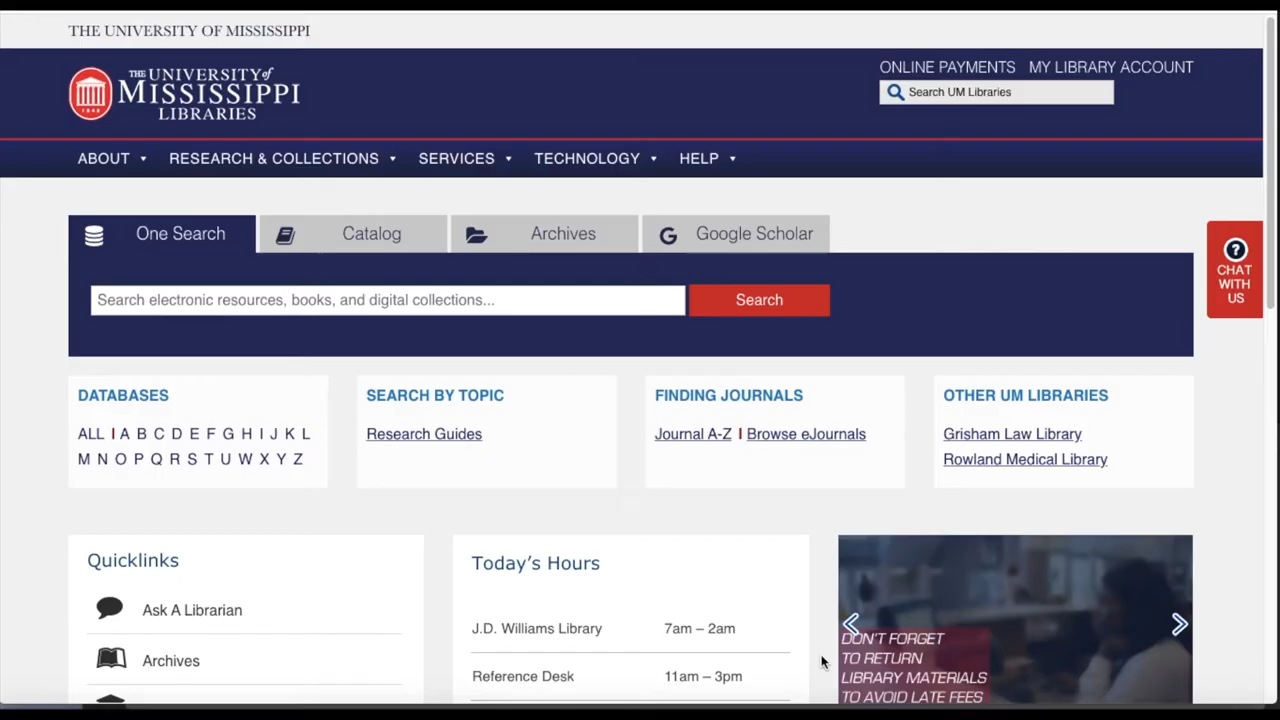 THE UNIVERSITY OF MISSISSIPPI
THE UNIVERSITY of
MISSISSIPPI
LIBRARIES
1848
ONLINE PAYMENTS MY LIBRARY ACCOUNT
Search UM Libraries
ABOUT RESEARCH & COLLECTIONS SERVICES TECHNOLOGY HELP
One Search Catalog Archives G Google Scholar
Search electronic resources, books, and digital collections... Search
? CHAT
WITH
US
DATABASES
ALL | A B C D E F G H I J K L
M N O P Q R S T U W X Y Z
SEARCH BY TOPIC
Research Guides
FINDING JOURNALS
Journal A-Z | Browse eJournals
OTHER UM LIBRARIES
Grisham Law Library
Rowland Medical Library
Quicklinks
Ask A Librarian
Archives
Today's Hours
J.D. Williams Library 7am – 2am
Reference Desk 11am – 3pm
DON'T FORGET
TO RETURN
LIBRARY MATERIALS
TO AVOID LATE FEES